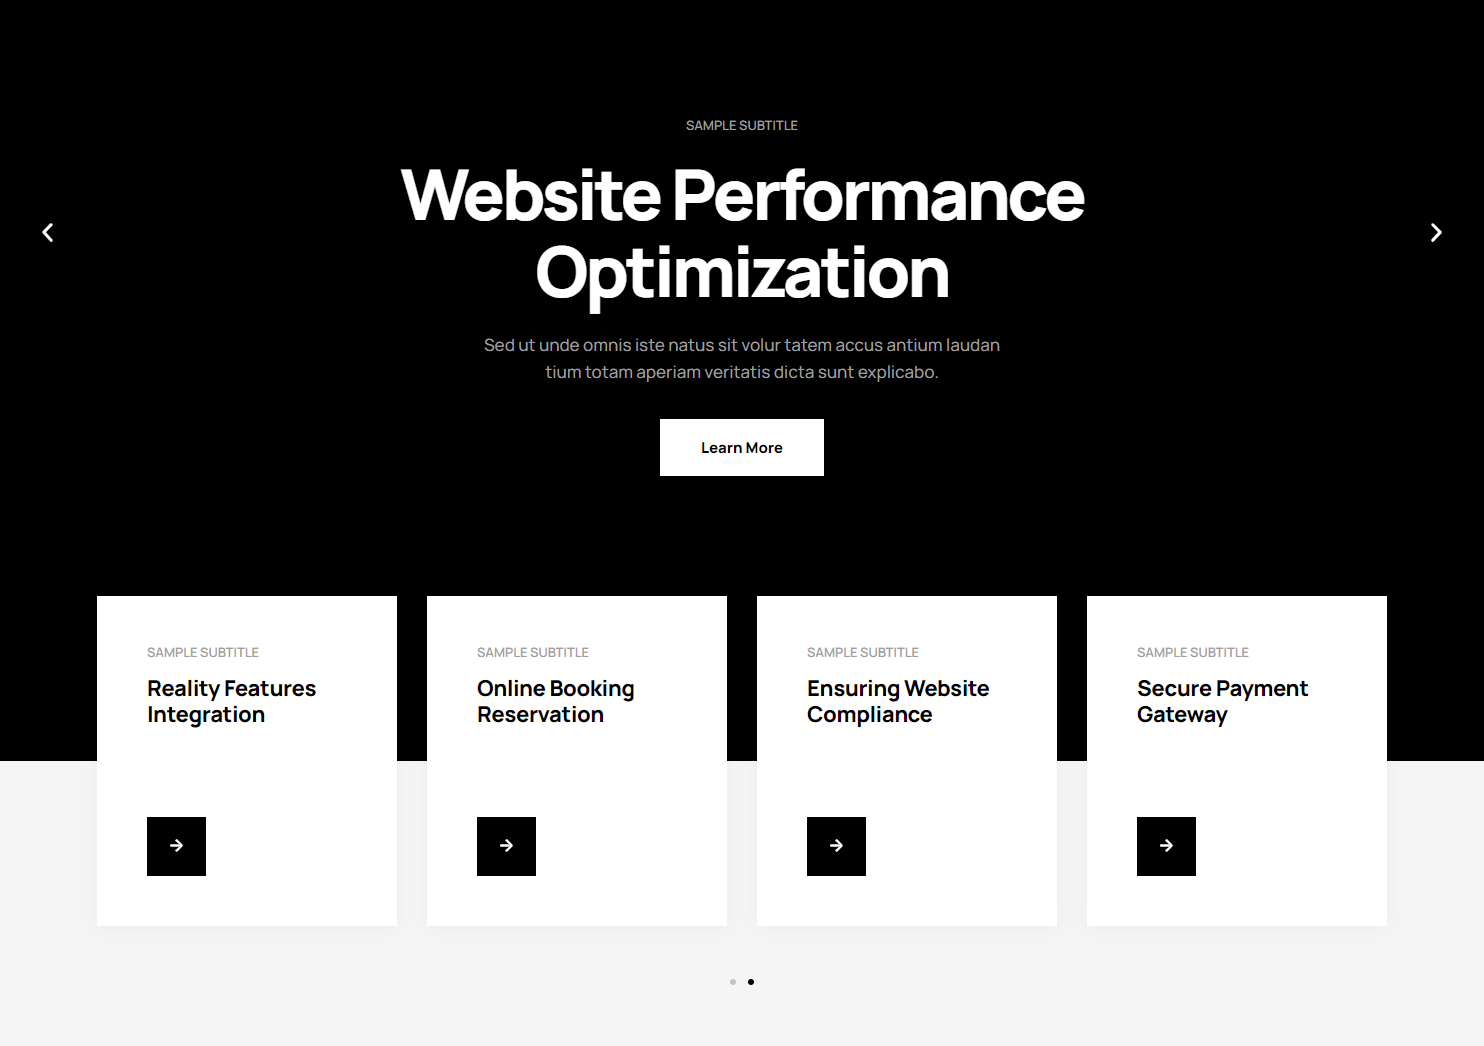 SAMPLE SUBTITLE
Website Performance
Optimization
Sed ut unde omnis iste natus sit volur tatem accus antium laudan
tium totam aperiam veritatis dicta sunt explicabo.
Learn More
SAMPLE SUBTITLE
Reality Features
Integration
SAMPLE SUBTITLE
Online Booking
Reservation
SAMPLE SUBTITLE
Ensuring Website
Compliance
SAMPLE SUBTITLE
Secure Payment
Gateway